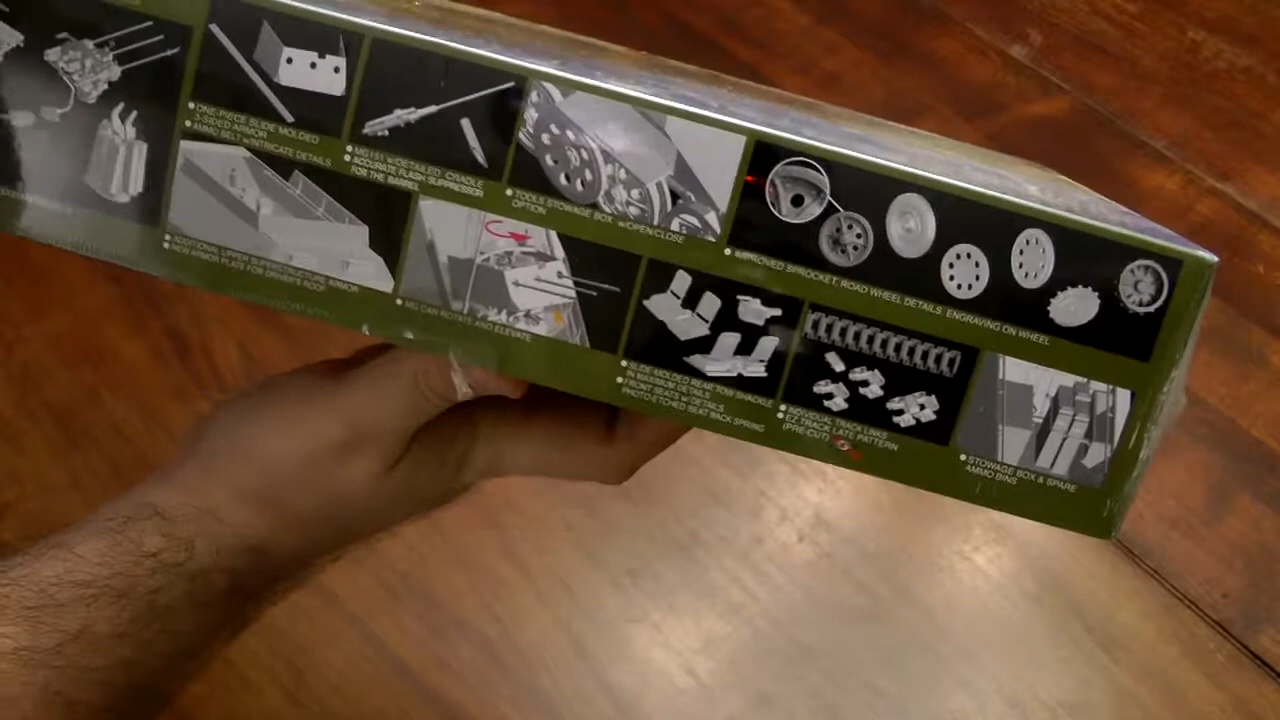 ● ONE-PIECE SLIDE MOLDED
3-SIDED ARMOR
● AMMO BELT w/INTRICATE DETAILS
● MG151 w/DETAILED CRADLE
● ACCURATE FLASH SUPPRESSOR
FOR THE BARREL
● TOOLS STOWAGE BOX w/OPEN/CLOSE
OPTION
● IMPROVED SPROCKET, ROAD WHEEL DETAILS, ENGRAVING ON WHEEL
● ADDITIONAL UPPER SUPERSTRUCTURE ARMOR
ARMOR PLATE FOR DRIVER'S ROOF
● MG CAN ROTATE AND ELEVATE
● SLIDE MOLDED REAR TOW SHACKLE
IN MAXIMUM DETAILS
● FRONT SEATS w/ DETAILS
PHOTO-ETCHED SEAT BACK SPRING
● INDIVIDUAL TRACK LINKS
● EZ TRACK LATE PATTERN
(PRE-CUT)
● STOWAGE BOX & SPARE
AMMO BINS